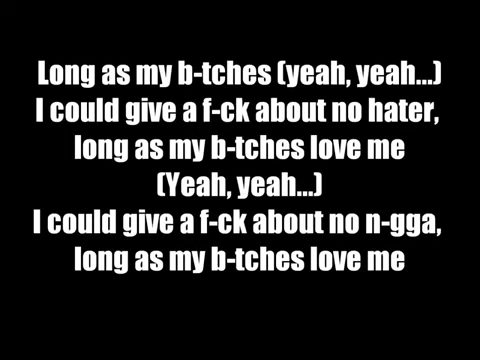 Long as my b-tches (yeah, yeah...)
I could give a f-ck about no hater,
long as my b-tches love me
(Yeah, yeah...)
I could give a f-ck about no n-gga,
long as my b-tches love me